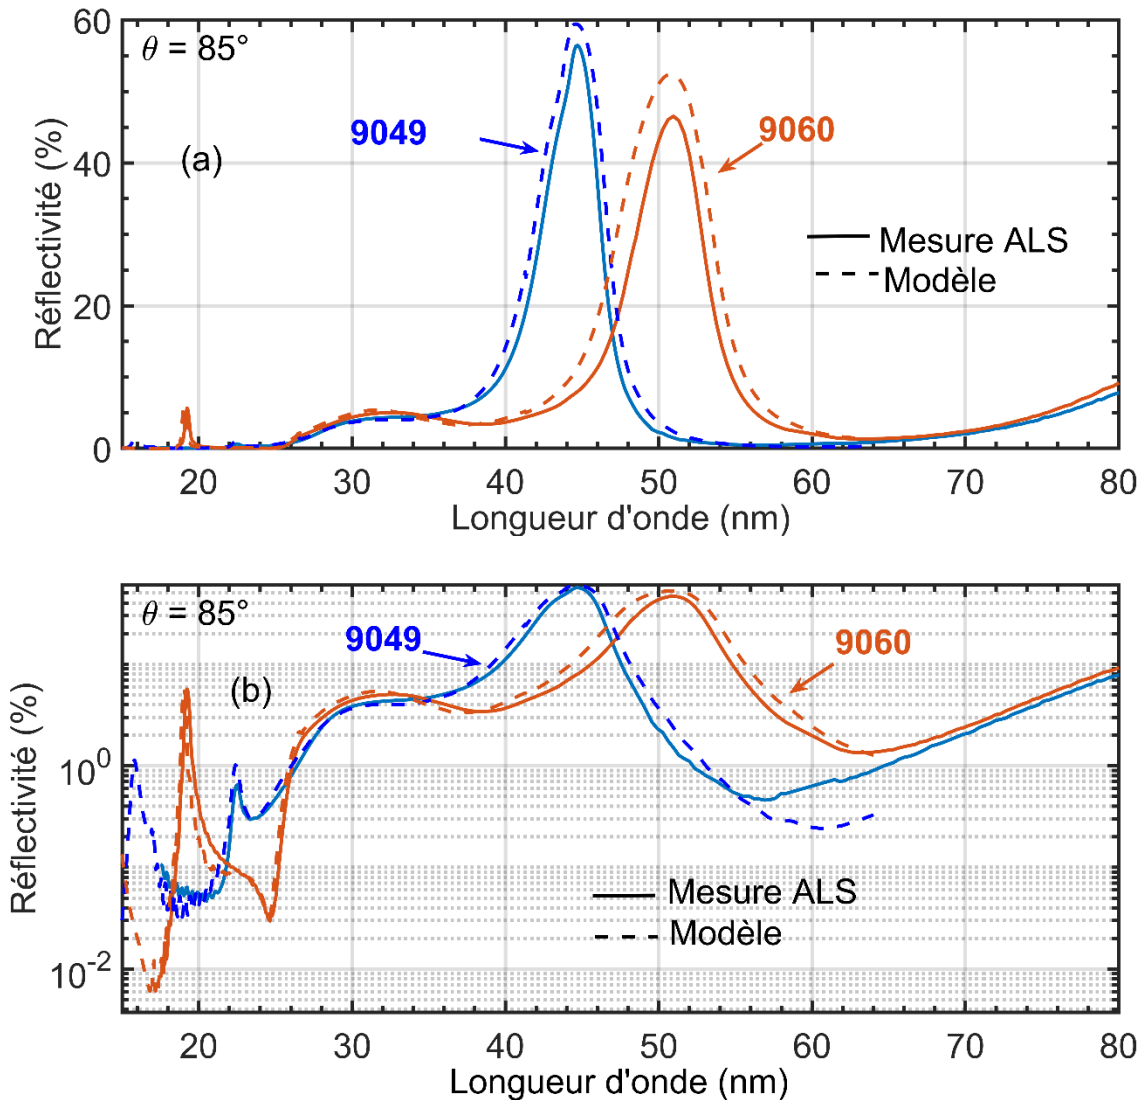 60
θ = 85°
9049
9060
(a)
40
Mesure ALS
Modèle
20
0
Réflectivité (%)
20 30 40 50 60 70 80
Longueur d'onde (nm)
θ = 85°
9049
9060
(b)
10^0
Mesure ALS
Modèle
10^-2
Réflectivité (%)
20 30 40 50 60 70 80
Longueur d'onde (nm)